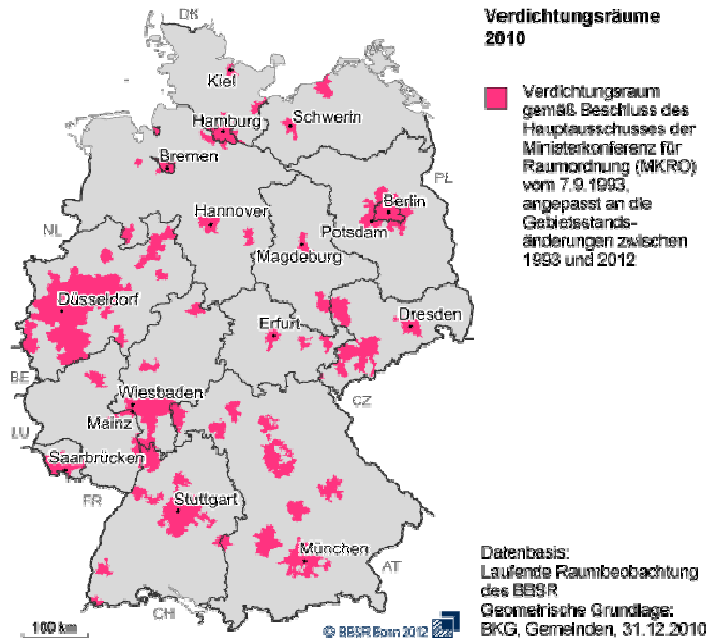 Verdichtungsräume
2010
Verdichtungsraum
gemäß Beschluss des
Hauptausschusses der
Ministerkonferenz für
Raumordnung (MKRO)
vom 7.9.1993,
angepasst an die
Gebietsstands-
änderungen zwischen
1993 und 2012
DK
Kiel
Hamburg
Schwerin
Bremen
PL
Berlin
Hannover
Potsdam
NL
Magdeburg
Düsseldorf
Erfurt
Dresden
BE
Wiesbaden
CZ
Mainz
LU
Saarbrücken
FR
Stuttgart
München
AT
CH
100 km
© BBSR Bonn 2012
Datenbasis:
Laufende Raumbeobachtung
des BBSR
Geometrische Grundlage:
BKG, Gemeinden, 31.12.2010